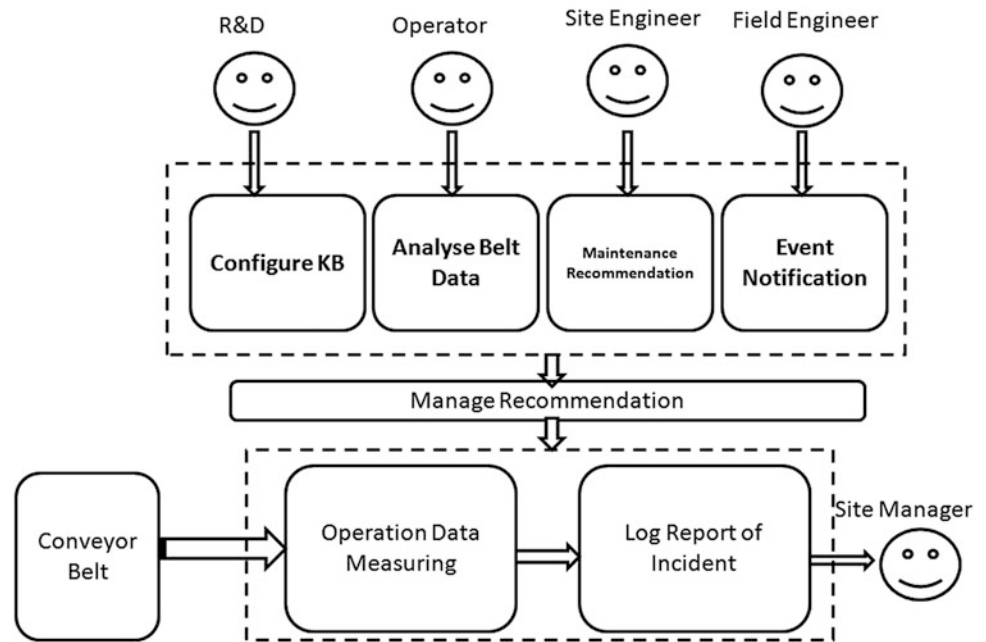 R&D
Operator
Site Engineer
Field Engineer
Configure KB
Analyse Belt
Data
Maintenance
Recommendation
Event
Notification
Manage Recommendation
Conveyor
Belt
Operation Data
Measuring
Log Report of
Incident
Site Manager